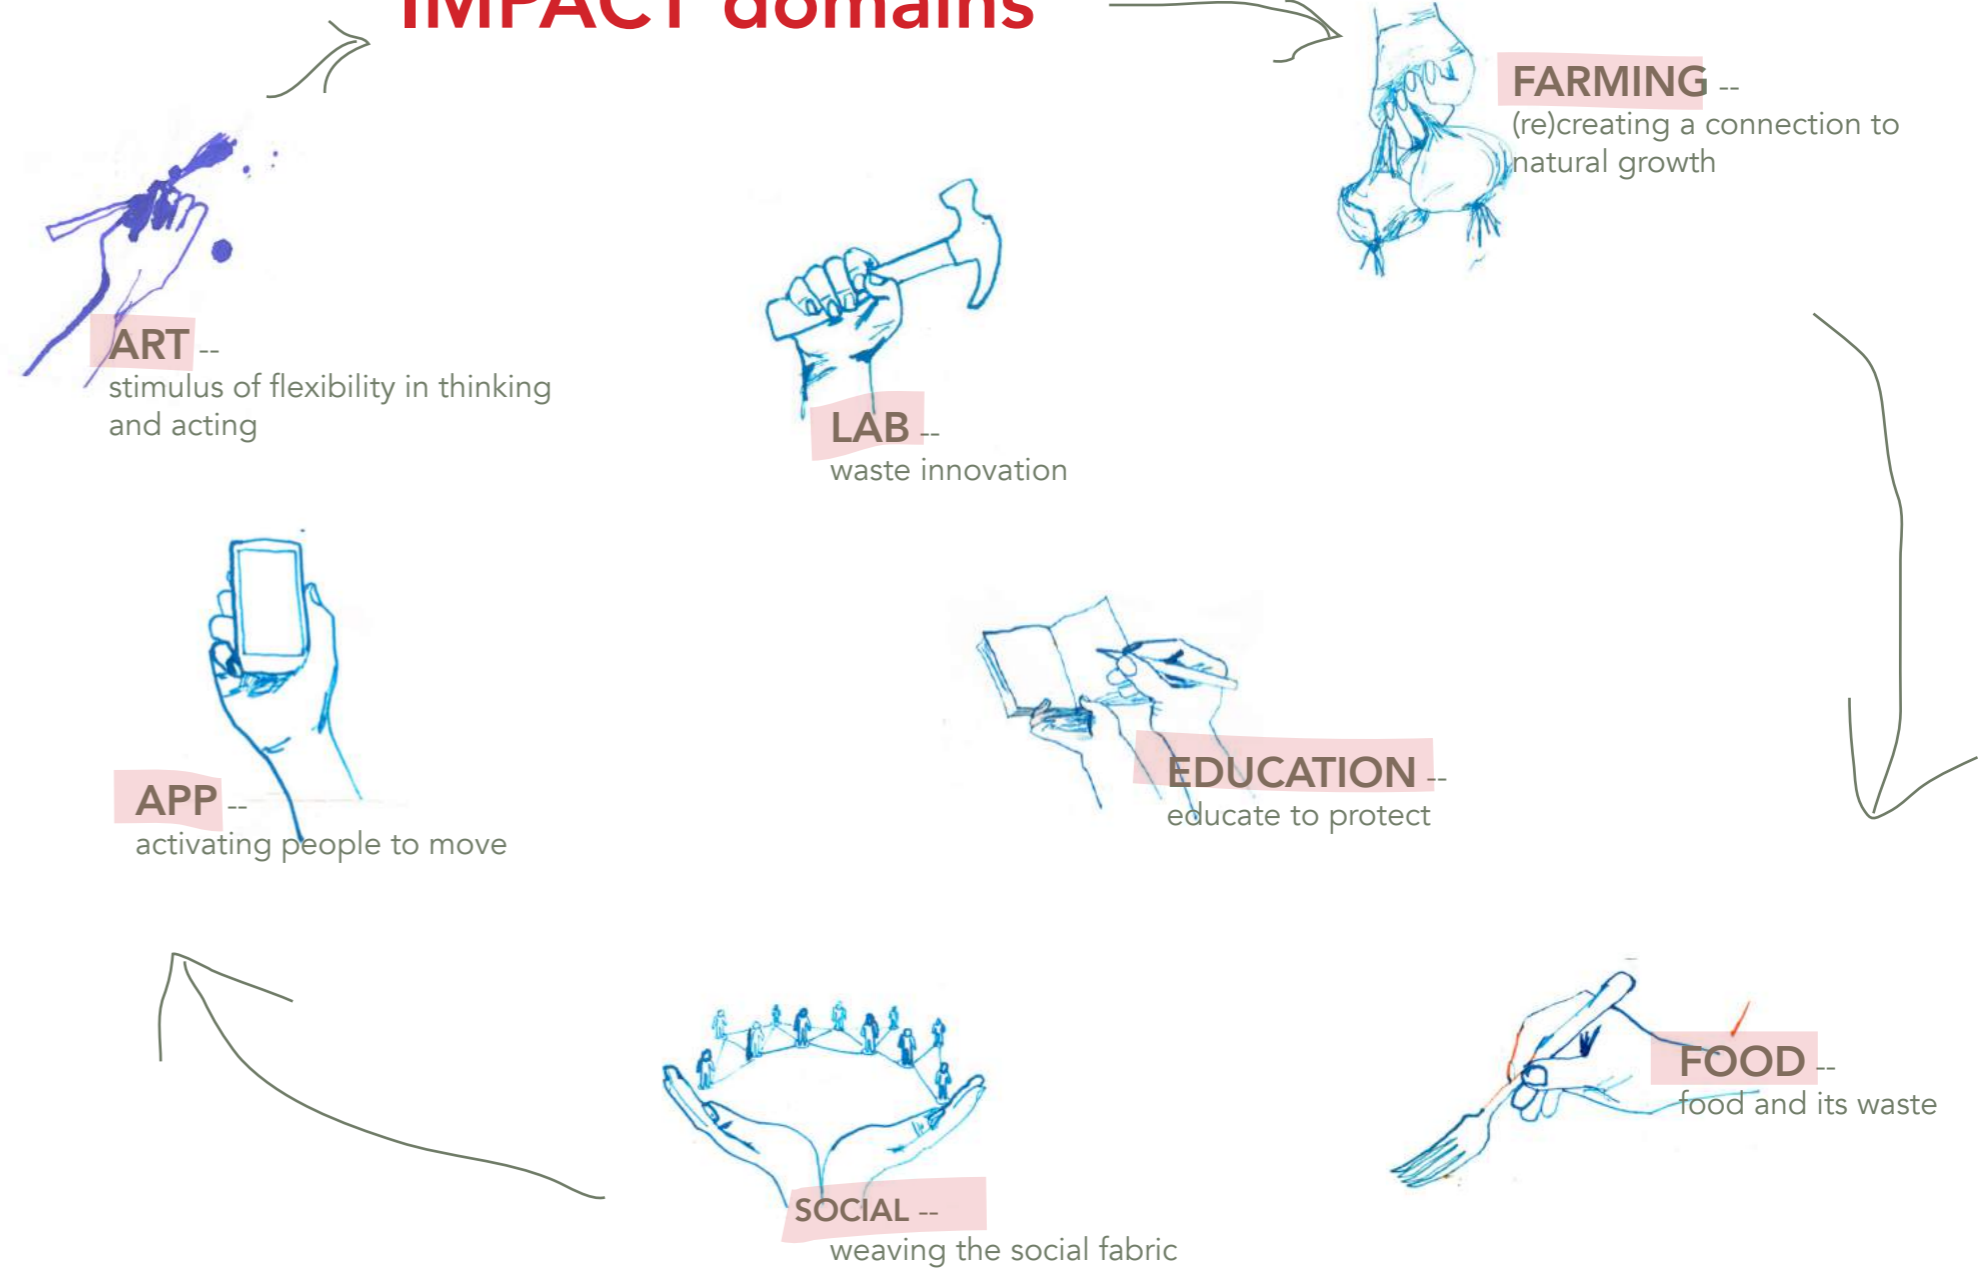 IMPACT domains
FARMING --
(re)creating a connection to
natural growth
ART --
stimulus of flexibility in thinking
and acting
LAB --
waste innovation
APP --
activating people to move
EDUCATION --
educate to protect
FOOD --
food and its waste
SOCIAL --
weaving the social fabric